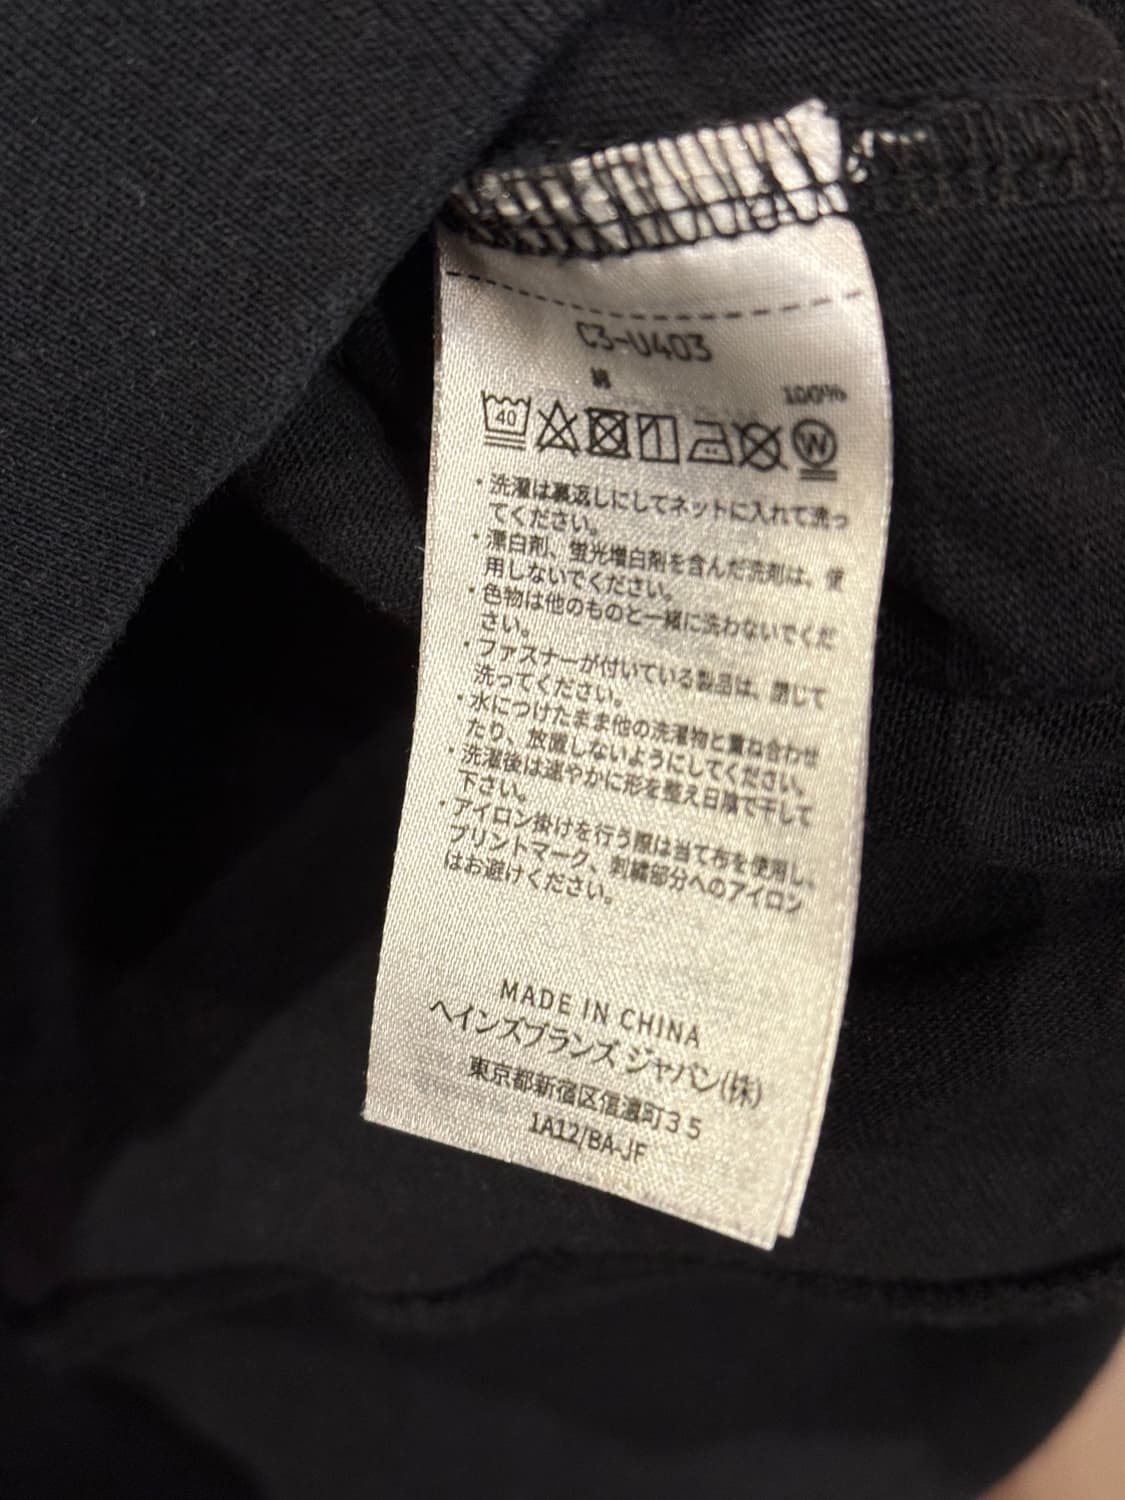 C3-U403
綿 100%
40
W
・洗濯は裏返しにしてネットに入れて洗っ
てください。
・漂白剤、蛍光増白剤を含んだ洗剤は、使
用しないでください。
・色物は他のものと一緒に洗わないでくだ
さい。
・ファスナーが付いている製品は、閉じて
洗ってください。
・水につけたまま他の洗濯物と重ね合わせ
たり、放置しないようにしてください。
・洗濯後は速やかに形を整え日陰で干して
下さい。
・アイロン掛けを行う際は当て布を使用し、
プリントマーク、刺繍部分へのアイロン
はお避けください。
MADE IN CHINA
ヘインズブランズ ジャパン(株)
東京都新宿区信濃町35
1A12/BA-JF